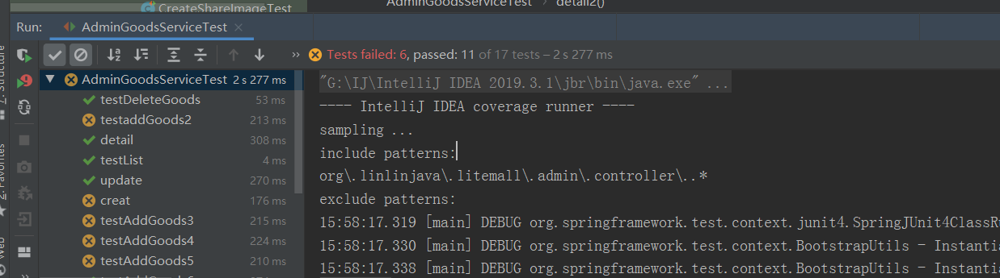 CreateShareImageTest
AdminGoodsServiceTest › detail2()
Run: AdminGoodsServiceTest ×
» Tests failed: 6, passed: 11 of 17 tests – 2 s 277 ms
AdminGoodsServiceTest 2 s 277 ms
testDeleteGoods 53 ms
testaddGoods2 213 ms
detail 308 ms
testList 4 ms
update 270 ms
creat 176 ms
testAddGoods3 215 ms
testAddGoods4 224 ms
testAddGoods5 210 ms
"G:\IJ\IntelliJ IDEA 2019.3.1\jbr\bin\java.exe" ...
---- IntelliJ IDEA coverage runner ----
sampling ...
include patterns:
org\.linlinjava\.litemall\.admin\.controller\..*
exclude patterns:
15:58:17.319 [main] DEBUG org.springframework.test.context.junit4.SpringJUnit4ClassRu
15:58:17.330 [main] DEBUG org.springframework.test.context.BootstrapUtils - Instantia
15:58:17.338 [main] DEBUG org.springframework.test.context.BootstrapUtils - Instantia
Structure
2: Favorites
Web